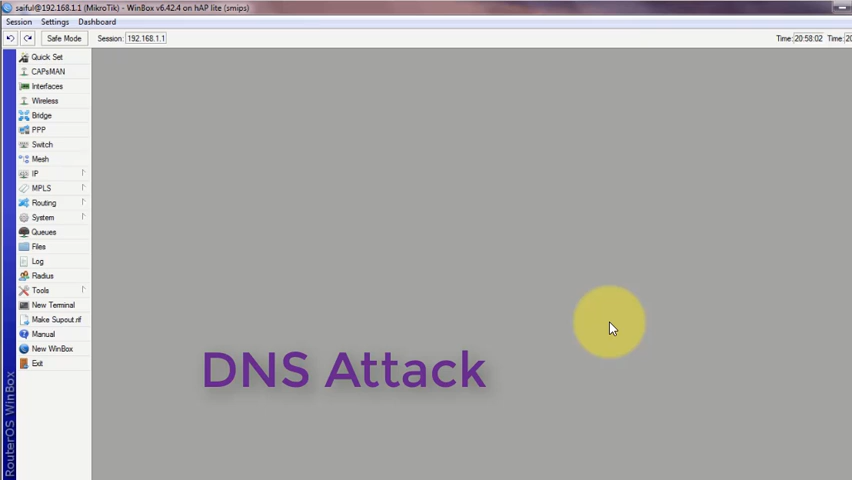 saiful@192.168.1.1 (MikroTik) - WinBox v6.42.4 on hAP lite (smips)
Session Settings Dashboard
Safe Mode Session: 192.168.1.1 Time: 20:58:02 Time: 20
Quick Set
CAPsMAN
Interfaces
Wireless
Bridge
PPP
Switch
Mesh
IP
MPLS
Routing
System
Queues
Files
Log
Radius
Tools
New Terminal
Make Supout.rif
Manual
New WinBox
Exit
RouterOS WinBox
DNS Attack